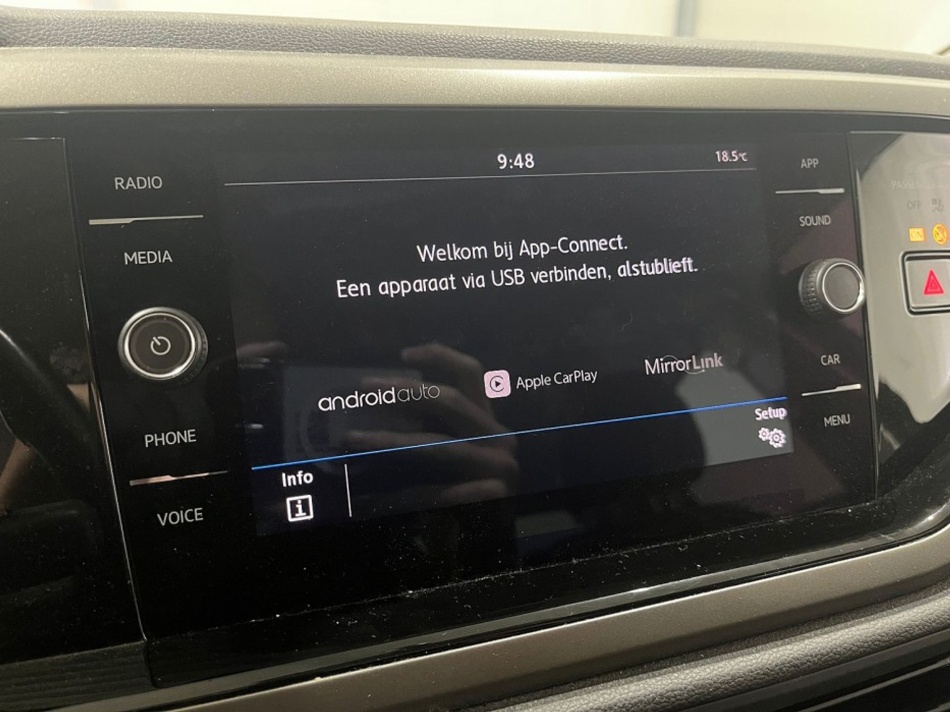 9:48
18.5°C
RADIO
MEDIA
PHONE
VOICE
Welkom bij App-Connect.
Een apparaat via USB verbinden, alstublieft.
androidauto
Apple CarPlay
MirrorLink
Setup
Info
i
APP
SOUND
CAR
MENU
OFF